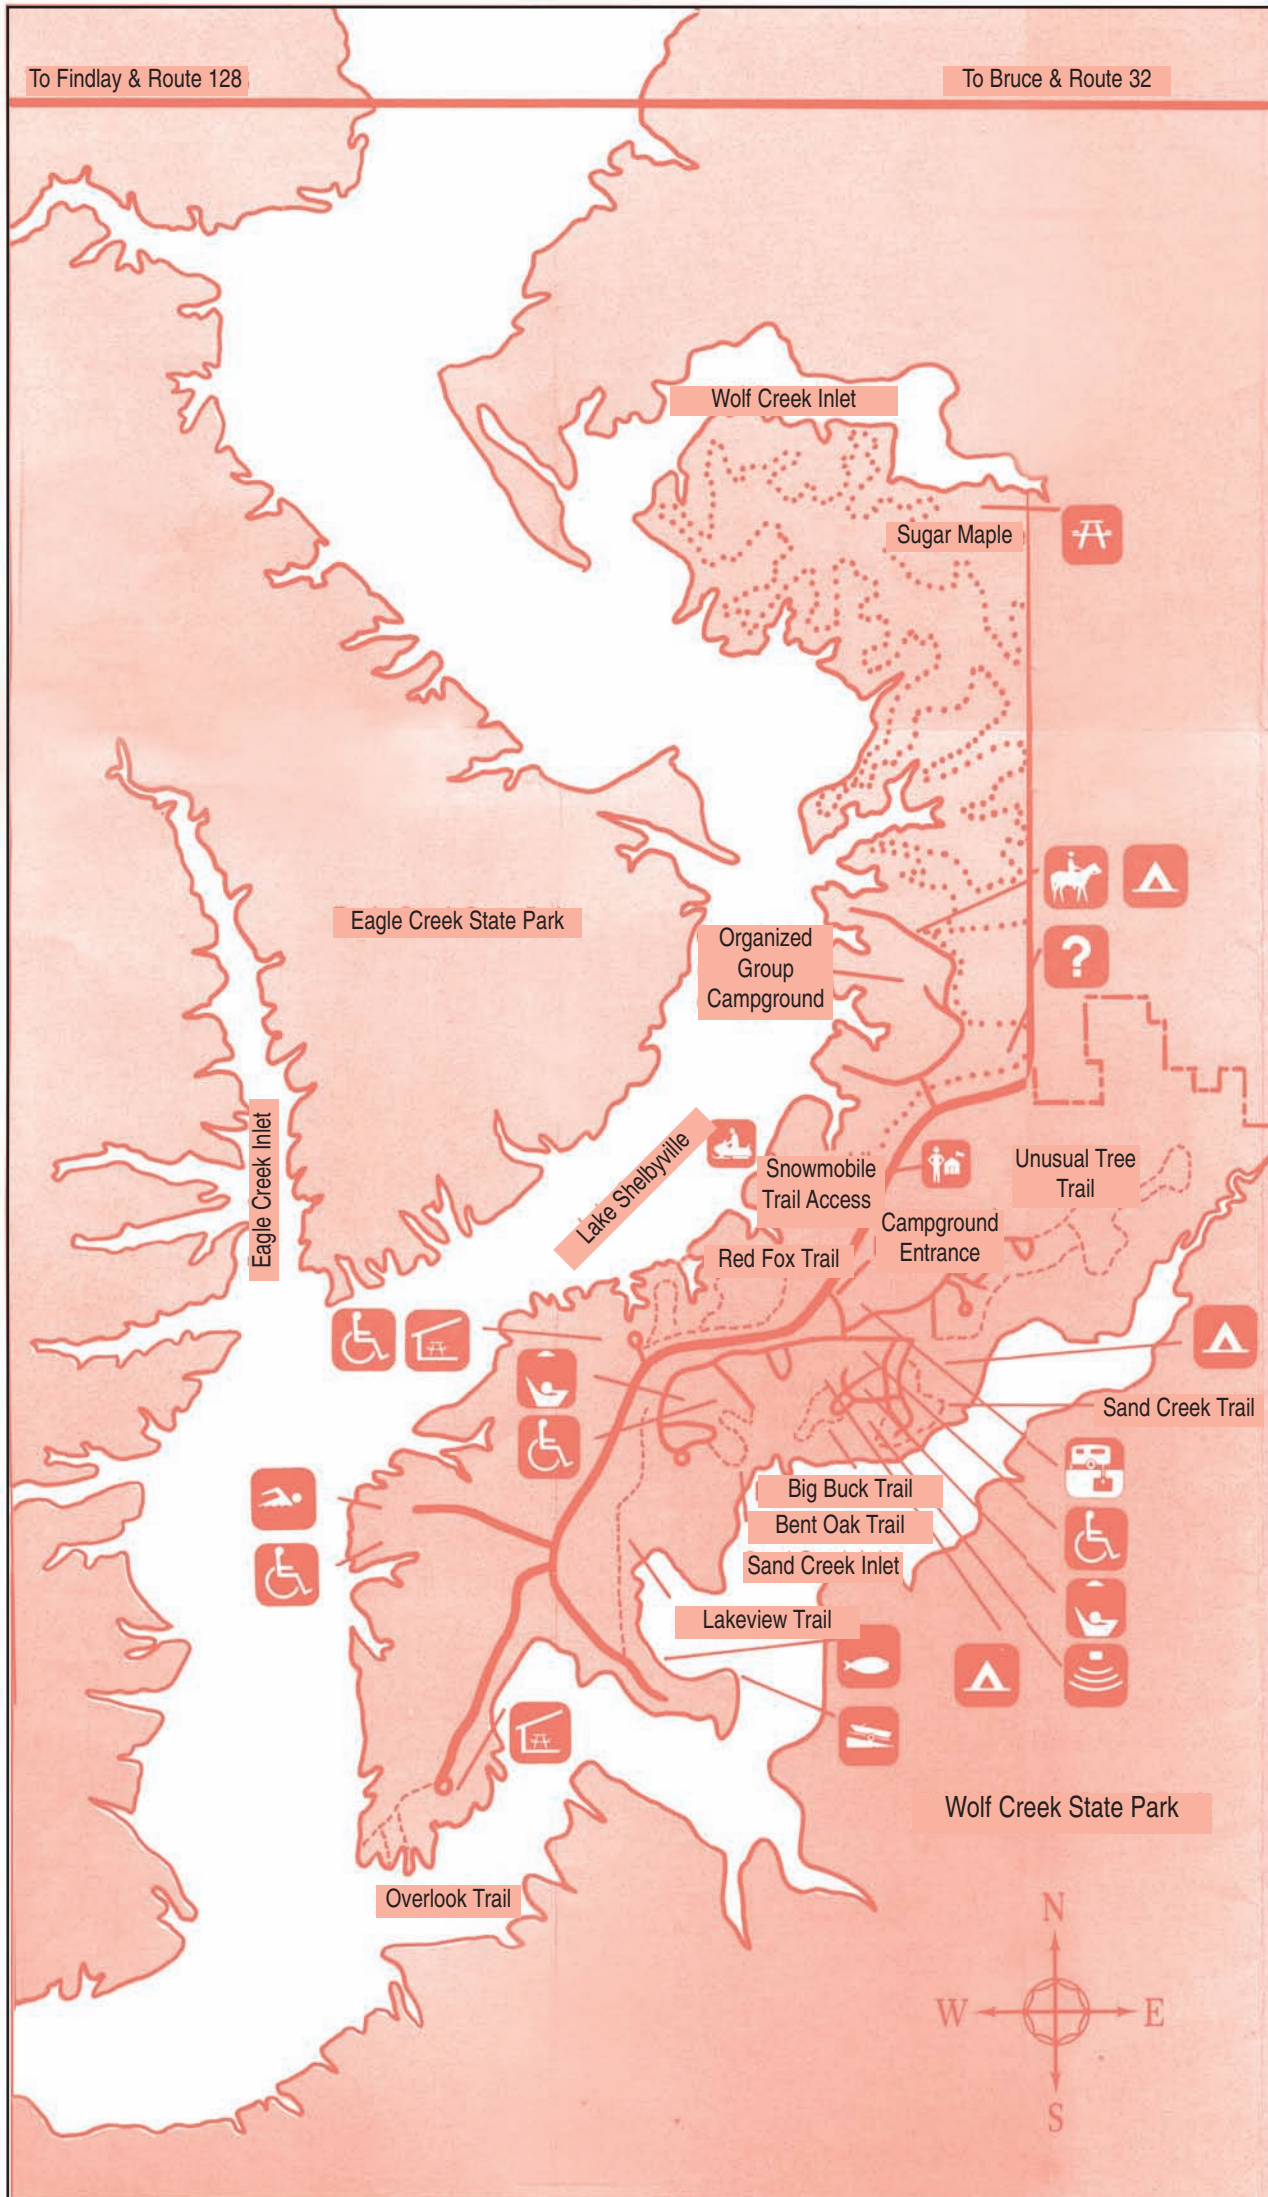 To Findlay & Route 128
To Bruce & Route 32
Wolf Creek Inlet
Sugar Maple
Eagle Creek State Park
Organized
Group
Campground
?
Eagle Creek Inlet
Lake Shelbyville
Snowmobile
Trail Access
Unusual Tree
Trail
Campground
Entrance
Red Fox Trail
Sand Creek Trail
Big Buck Trail
Bent Oak Trail
Sand Creek Inlet
Lakeview Trail
Wolf Creek State Park
Overlook Trail
N
W
E
S